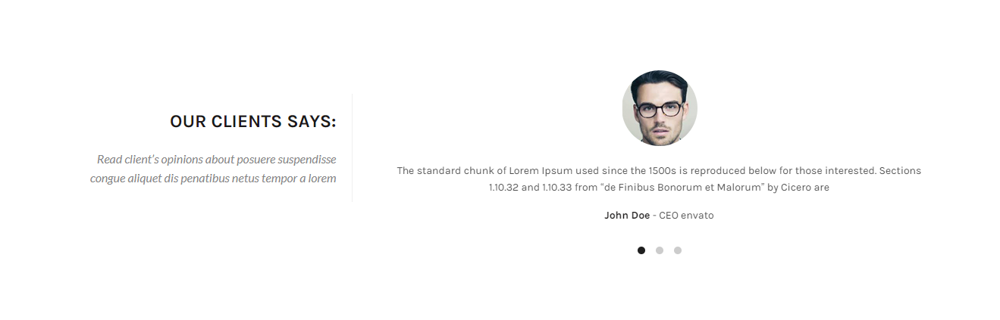 OUR CLIENTS SAYS:
Read client's opinions about posuere suspendisse
congue aliquet dis penatibus netus tempor a lorem
The standard chunk of Lorem Ipsum used since the 1500s is reproduced below for those interested. Sections
1.10.32 and 1.10.33 from “de Finibus Bonorum et Malorum” by Cicero are
John Doe - CEO envato